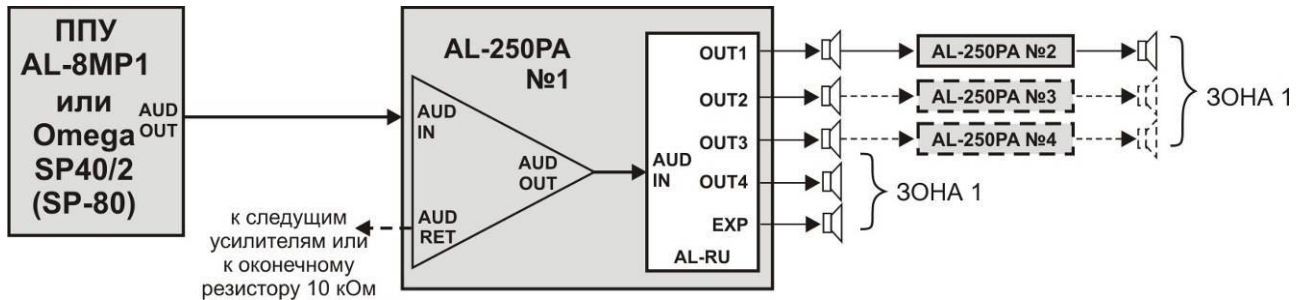 ППУ
AL-8MP1
или
Omega
SP40/2
(SP-80)
AUD
OUT
к следущим
усилителям или
к оконечному
резистору 10 кОм
AL-250PA
№1
AUD
IN
AUD
OUT
AUD
RET
AUD
IN
OUT1
OUT2
OUT3
OUT4
EXP
AL-RU
AL-250PA №2
AL-250PA №3
AL-250PA №4
ЗОНА 1
ЗОНА 1